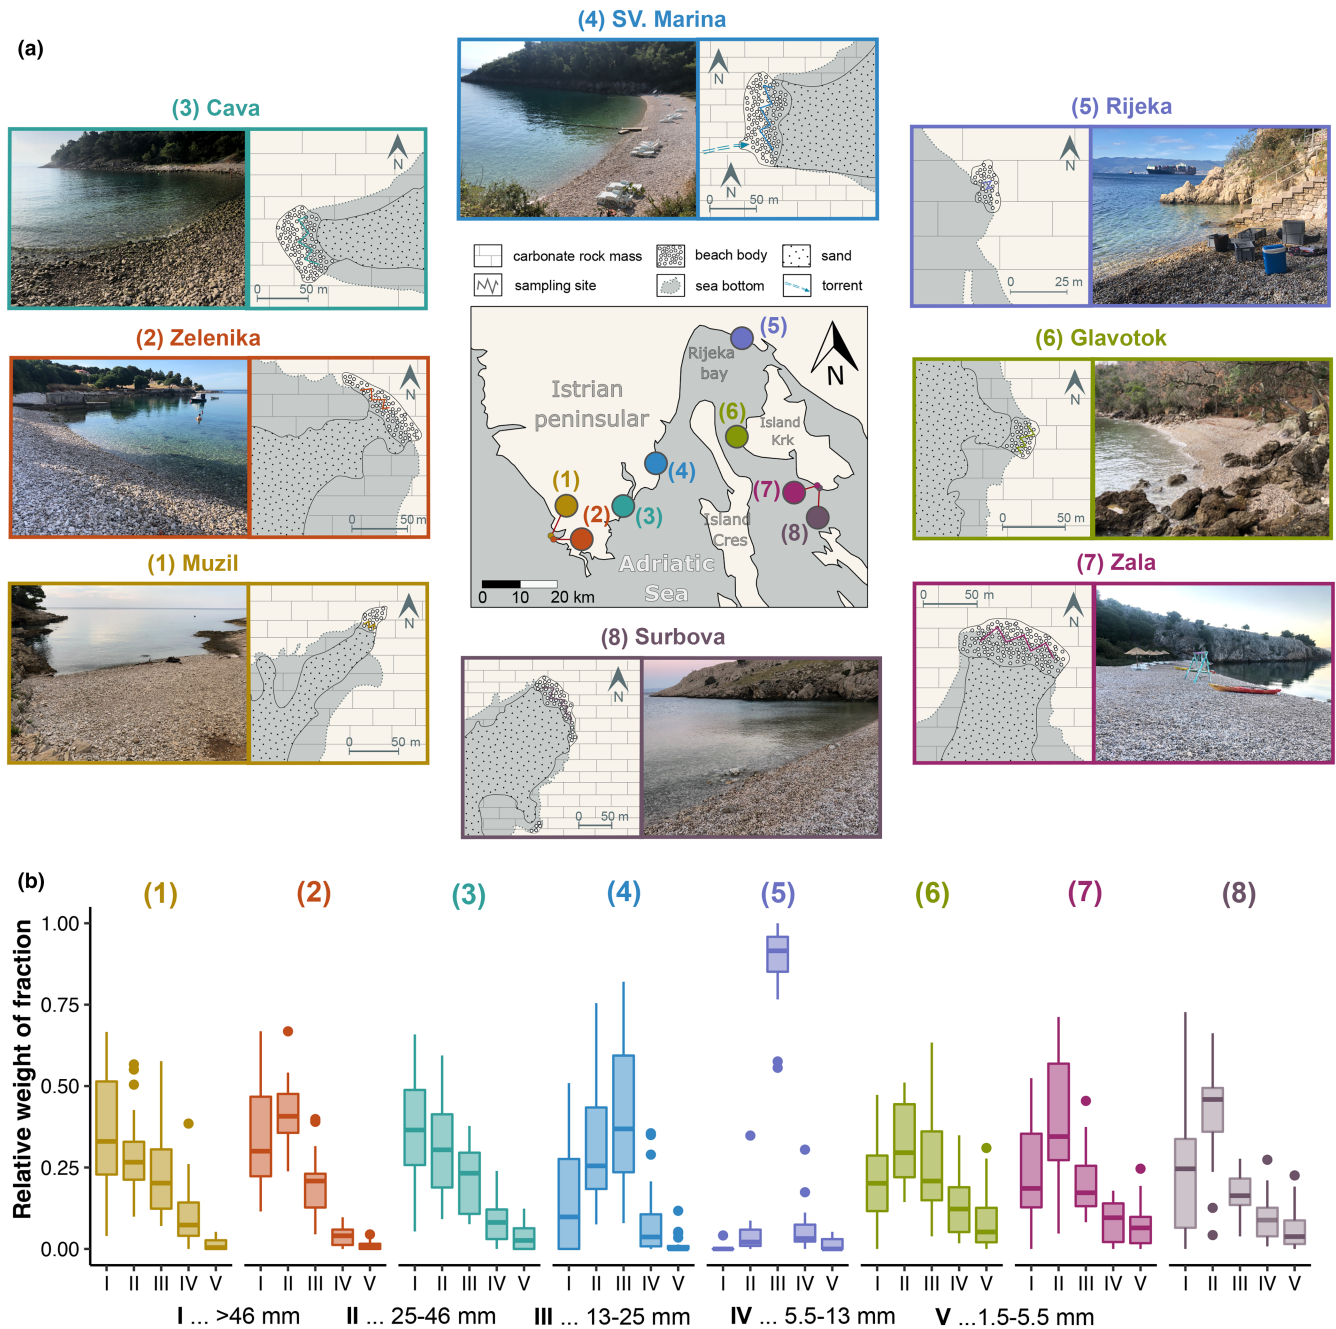 (a)
(4) SV. Marina
N
N
0 50 m
(3) Cava
N
0 50 m
(5) Rijeka
N
0 25 m
carbonate rock mass
beach body
sand
sampling site
sea bottom
torrent
(2) Zelenika
N
0 50 m
(6) Glavotok
N
0 50 m
Istrian
peninsular
Rijeka
bay
(5)
N
(6)
Island
Krk
(4)
(1)
(2)
(3)
(7)
(8)
Island
Cres
Adriatic
Sea
0 10 20 km
(1) Muzil
N
0 50 m
(7) Zala
0 50 m
N
(8) Surbova
N
0 50 m
(b)
(1) (2) (3) (4) (5) (6) (7) (8)
Relative weight of fraction
1.00
0.75
0.50
0.25
0.00
I II III IV V I II III IV V I II III IV V I II III IV V I II III IV V I II III IV V I II III IV V I II III IV V
I ... >46 mm II ... 25-46 mm III ... 13-25 mm IV ... 5.5-13 mm V ...1.5-5.5 mm